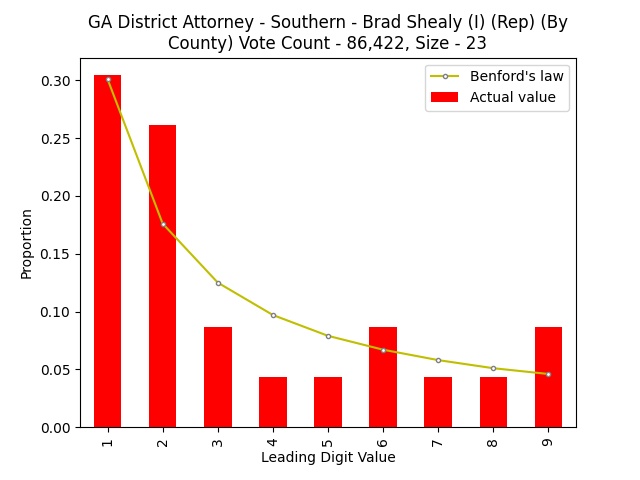 GA District Attorney - Southern - Brad Shealy (I) (Rep) (By
County) Vote Count - 86,422, Size - 23
Benford's law
Actual value
0.30
0.25
0.20
0.15
0.10
0.05
0.00
Proportion
1 2 3 4 5 6 7 8 9
Leading Digit Value